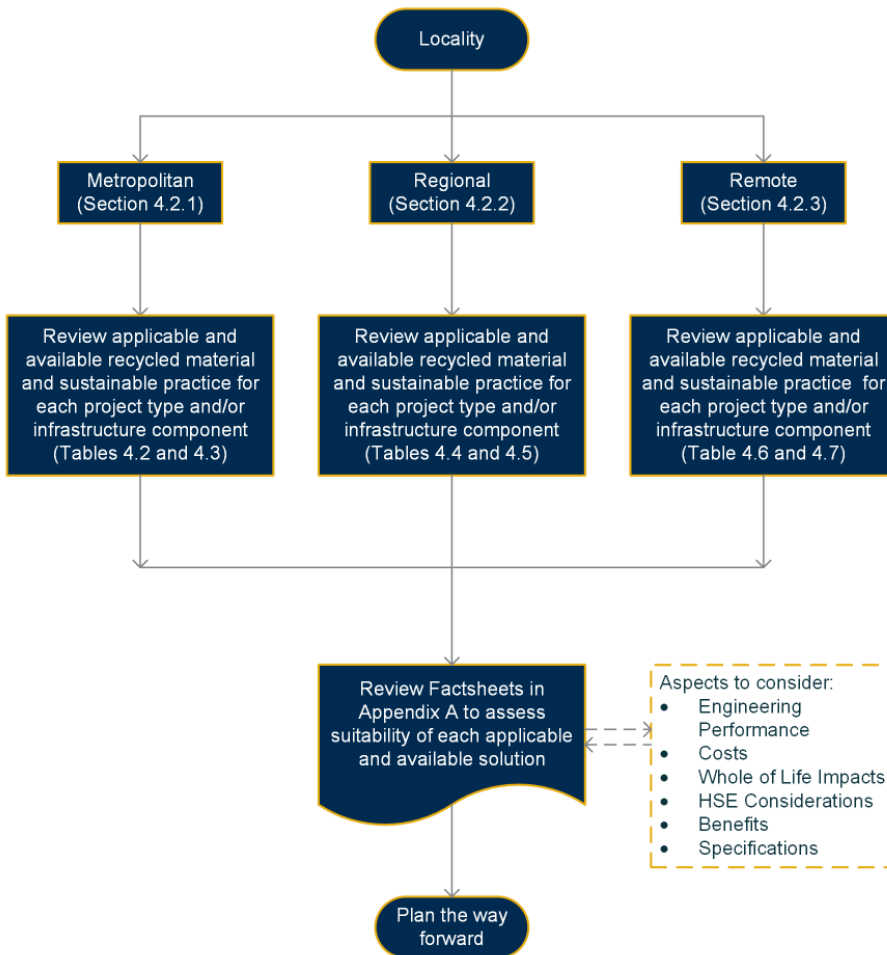 Locality
Metropolitan
(Section 4.2.1)
Regional
(Section 4.2.2)
Remote
(Section 4.2.3)
Review applicable and
available recycled material
and sustainable practice for
each project type and/or
infrastructure component
(Tables 4.2 and 4.3)
Review applicable and
available recycled material
and sustainable practice for
each project type and/or
infrastructure component
(Tables 4.4 and 4.5)
Review applicable and
available recycled material
and sustainable practice for
each project type and/or
infrastructure component
(Table 4.6 and 4.7)
Review Factsheets in
Appendix A to assess
suitability of each applicable
and available solution
Aspects to consider:
• Engineering
Performance
• Costs
• Whole of Life Impacts
• HSE Considerations
• Benefits
• Specifications
Plan the way
forward